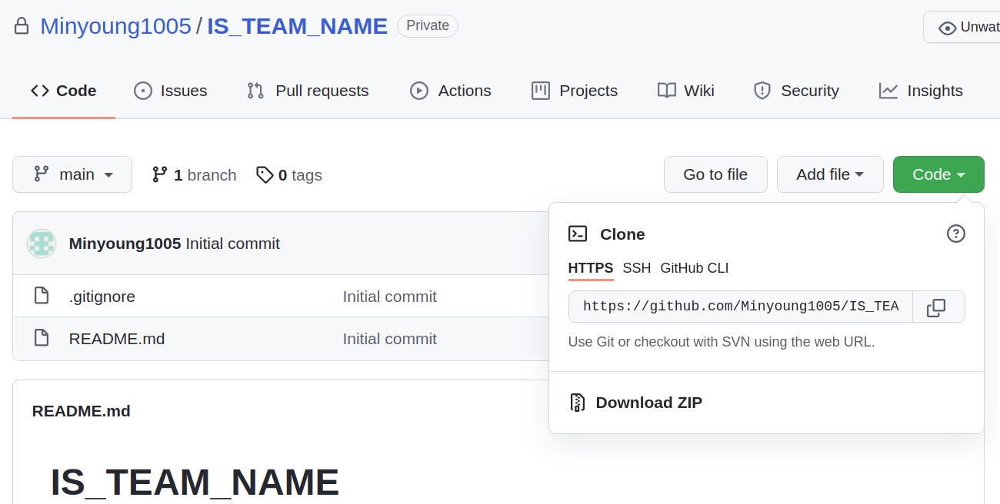 Minyoung1005 / IS_TEAM_NAME Private
Unwat
Code Issues Pull requests Actions Projects Wiki Security Insights
main 1 branch 0 tags Go to file Add file Code
Minyoung1005 Initial commit
.gitignore Initial commit
README.md Initial commit
Clone
HTTPS SSH GitHub CLI
https://github.com/Minyoung1005/IS_TEA
Use Git or checkout with SVN using the web URL.
Download ZIP
README.md
IS_TEAM_NAME